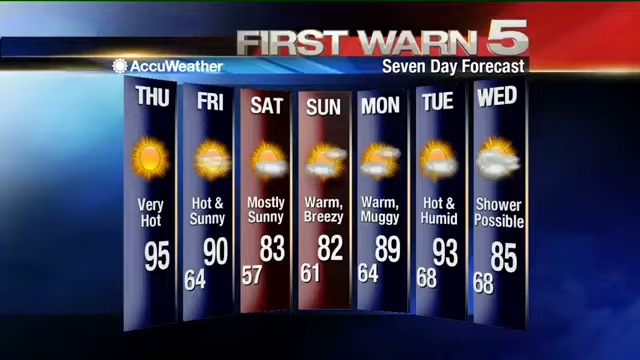 FIRST WARN 5
AccuWeather
Seven Day Forecast
THU
FRI
SAT
SUN
MON
TUE
WED
Very
Hot
Hot &
Sunny
Mostly
Sunny
Warm,
Breezy
Warm,
Muggy
Hot &
Humid
Shower
Possible
95
90
64
83
57
82
61
89
64
93
68
85
68